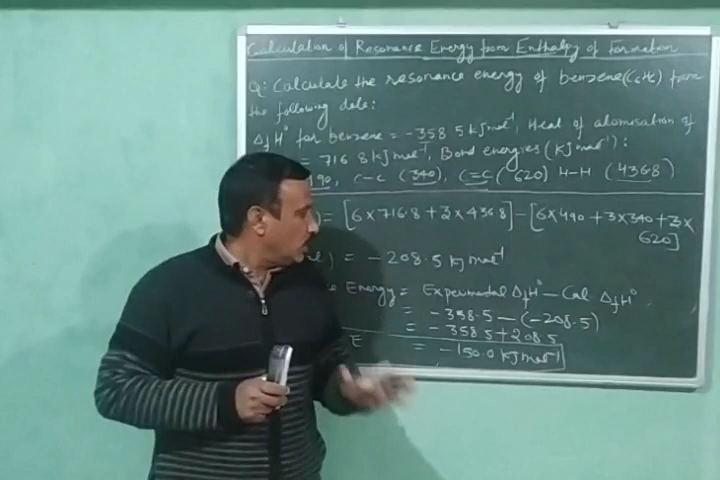 Calculation of Resonance Energy from Enthalpy of Formation
Q: Calculate the resonance energy of benzene (C6H6) from
the following data:
ΔfH° for benzene = -358.5 kJ mol⁻¹, Heat of atomisation of
= 716.8 kJ mol⁻¹, Bond energies (kJ mol⁻¹):
490, C-C (340), C=C (620) H-H (436.8)
= [6×716.8 + 3×436.8] - [6×490 + 3×340 + 3×
620]
) = -208.5 kJ mol⁻¹
Energy = Experimental ΔfH° - Cal. ΔfH°
= -358.5 - (-208.5)
= -358.5 + 208.5
E = -150.0 kJ mol⁻¹